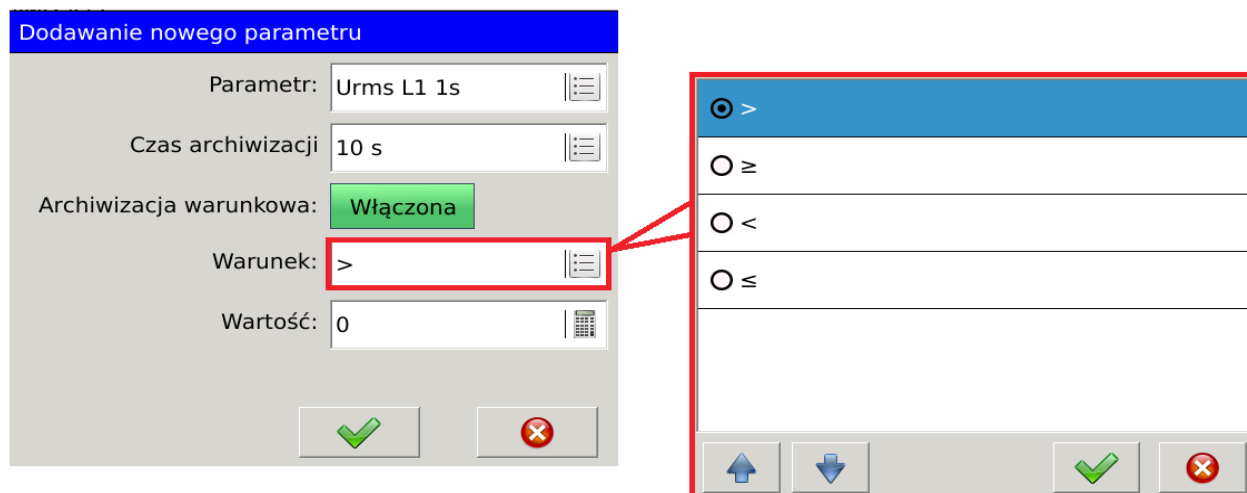 Dodawanie nowego parametru
Parametr: Urms L1 1s
Czas archiwizacji 10 s
Archiwizacja warunkowa: Włączona
Warunek: >
Wartość: 0
>
≥
<
≤